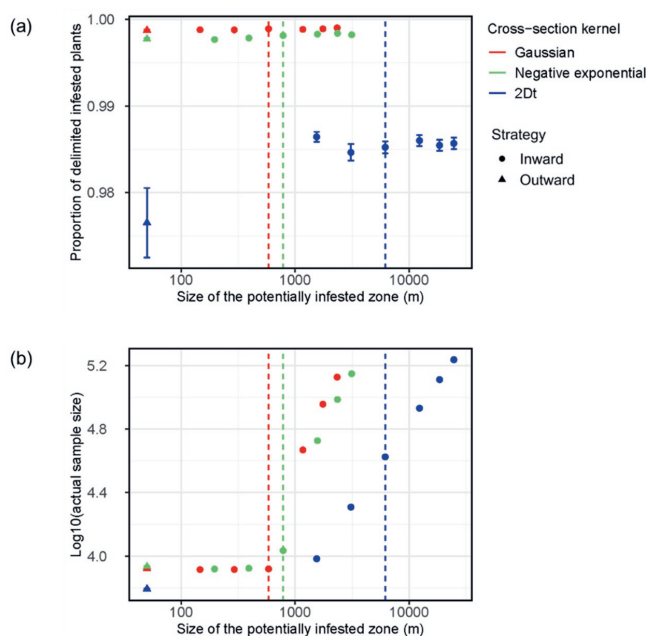 (a)
Proportion of delimited infested plants
1.00
0.99
0.98
100
1000
10000
Size of the potentially infested zone (m)
Cross-section kernel
Gaussian
Negative exponential
2Dt
Strategy
Inward
Outward
(b)
Log10(actual sample size)
5.2
4.8
4.4
4.0
100
1000
10000
Size of the potentially infested zone (m)